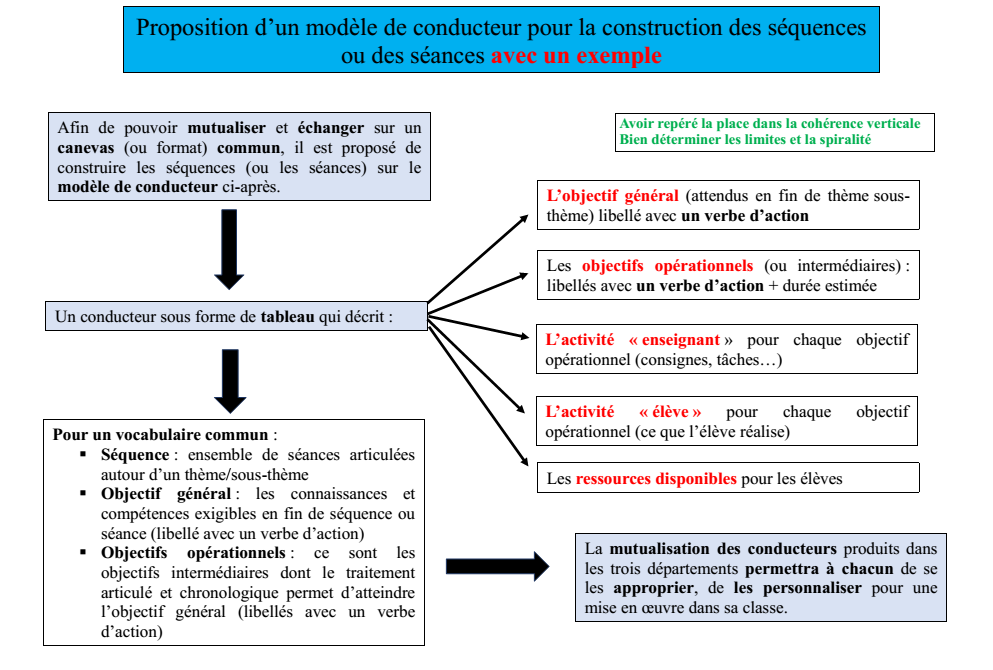 Proposition d’un modèle de conducteur pour la construction des séquences
ou des séances avec un exemple
Afin de pouvoir mutualiser et échanger sur un
canevas (ou format) commun, il est proposé de
construire les séquences (ou les séances) sur le
modèle de conducteur ci-après.
Avoir repéré la place dans la cohérence verticale
Bien déterminer les limites et la spiralité
L’objectif général (attendus en fin de thème sous-
thème) libellé avec un verbe d’action
Les objectifs opérationnels (ou intermédiaires) :
libellés avec un verbe d’action + durée estimée
Un conducteur sous forme de tableau qui décrit :
L’activité « enseignant » pour chaque objectif
opérationnel (consignes, tâches…)
L’activité « élève » pour chaque objectif
opérationnel (ce que l’élève réalise)
Les ressources disponibles pour les élèves
Pour un vocabulaire commun :
▪ Séquence : ensemble de séances articulées
autour d’un thème/sous-thème
▪ Objectif général : les connaissances et
compétences exigibles en fin de séquence ou
séance (libellé avec un verbe d’action)
▪ Objectifs opérationnels : ce sont les
objectifs intermédiaires dont le traitement
articulé et chronologique permet d’atteindre
l’objectif général (libellés avec un verbe
d’action)
La mutualisation des conducteurs produits dans
les trois départements permettra à chacun de se
les approprier, de les personnaliser pour une
mise en œuvre dans sa classe.